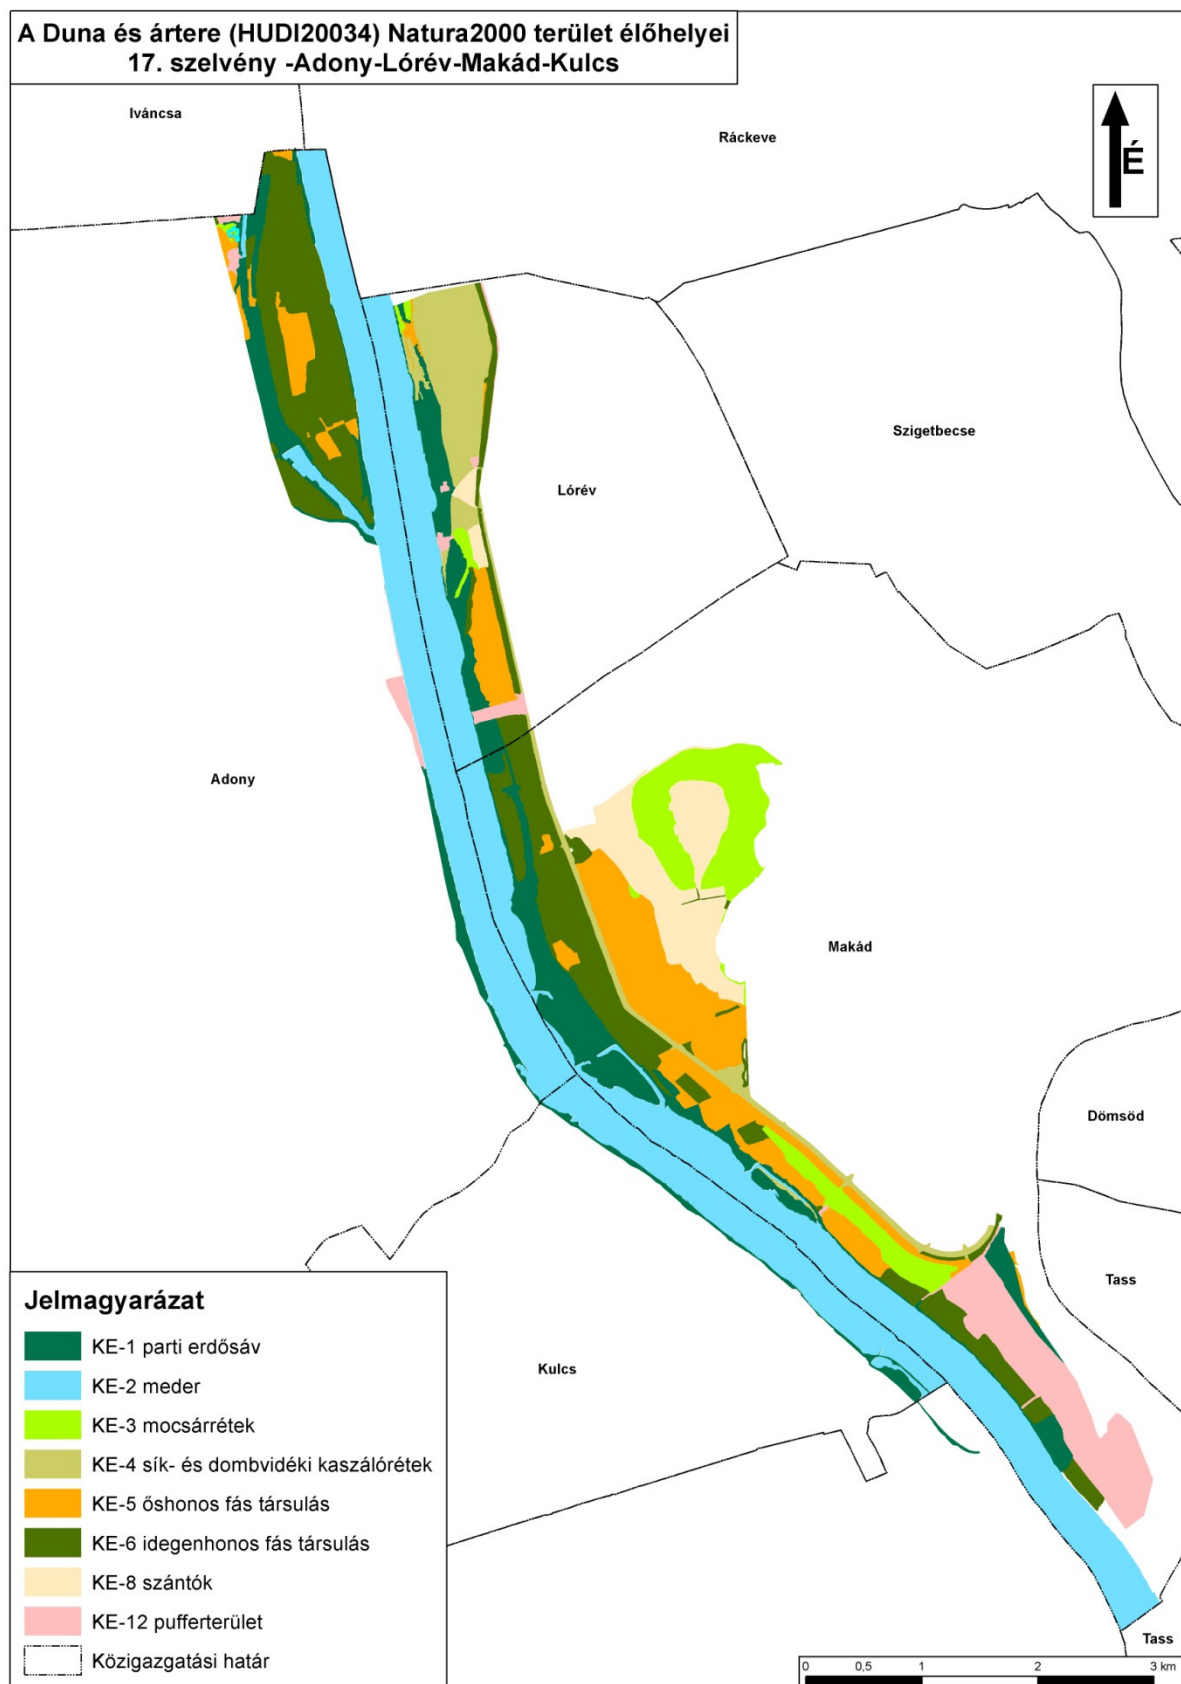 A Duna és ártere (HUDI20034) Natura2000 terület élőhelyei
17. szelvény -Adony-Lórév-Makád-Kulcs
Iváncsa
Ráckeve
É
Szigetbecse
Lórév
Adony
Makád
Dömsöd
Tass
Kulcs
Jelmagyarázat
KE-1 parti erdősáv
KE-2 meder
KE-3 mocsárrétek
KE-4 sík- és dombvidéki kaszálórétek
KE-5 őshonos fás társulás
KE-6 idegenhonos fás társulás
KE-8 szántók
KE-12 pufferterület
Közigazgatási határ
Tass
0 0,5 1 2 3 km